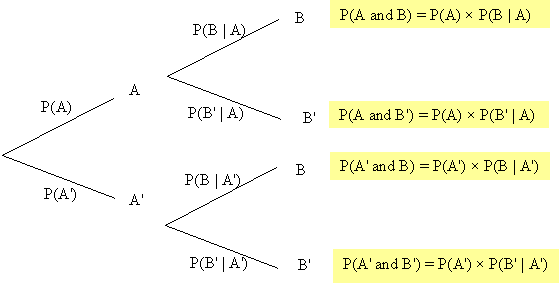 P(B | A) B P(A and B) = P(A) × P(B | A)
A
P(A)
P(B' | A) B' P(A and B') = P(A) × P(B' | A)
P(B | A') B P(A' and B) = P(A') × P(B | A')
P(A')
A'
P(B' | A') B' P(A' and B') = P(A') × P(B' | A')